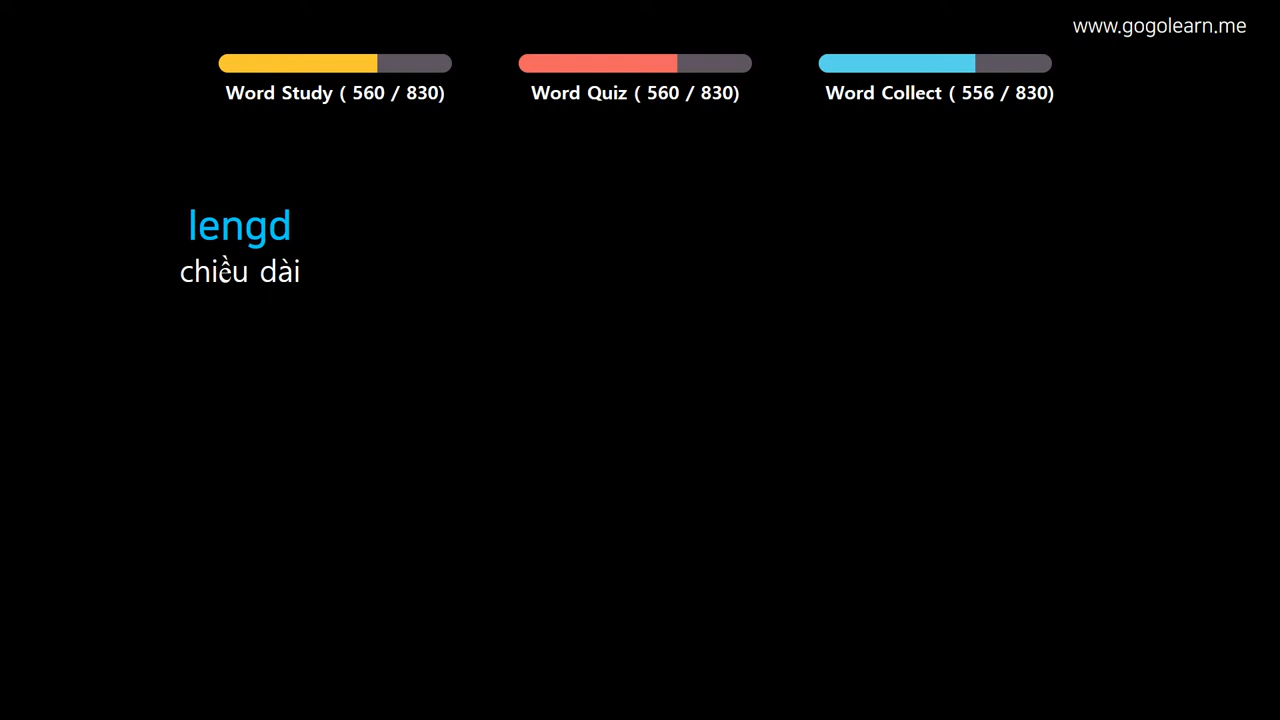 www.gogolearn.me
Word Study ( 560 / 830)
Word Quiz ( 560 / 830)
Word Collect ( 556 / 830)
lengd
chiều dài